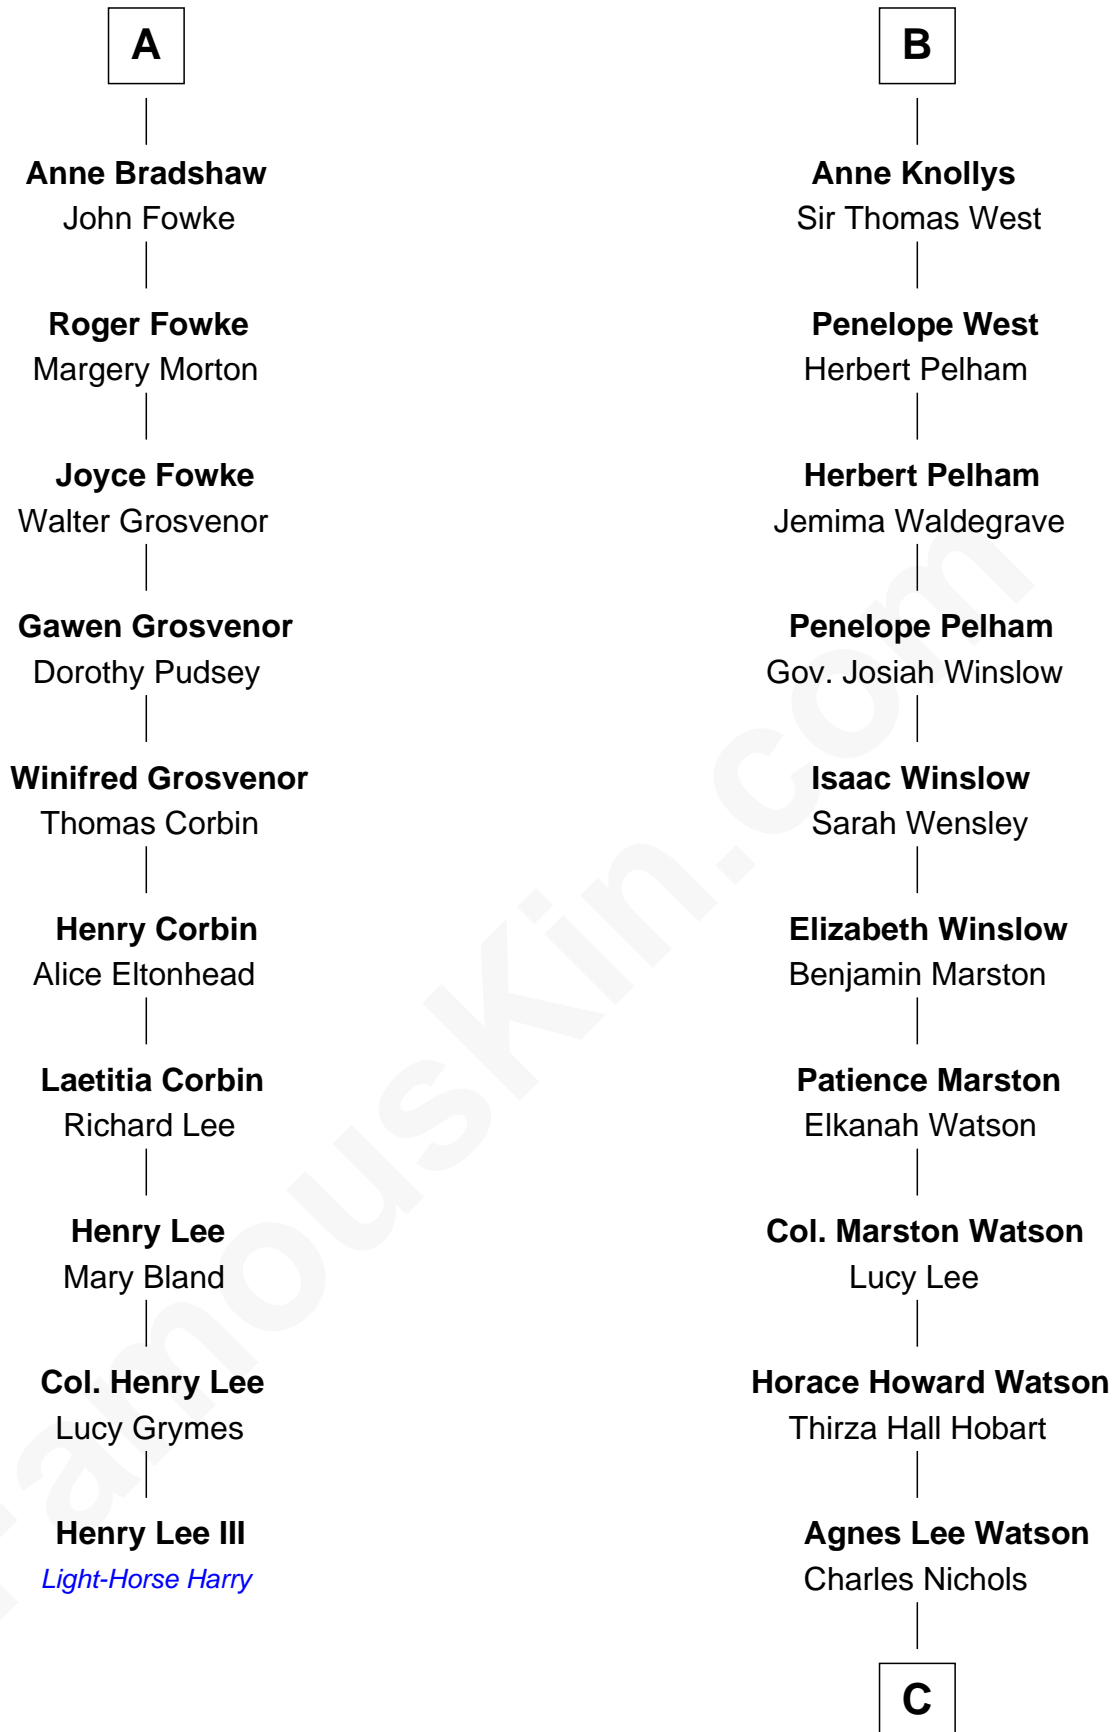 A
Anne Bradshaw
John Fowke
Roger Fowke
Margery Morton
Joyce Fowke
Walter Grosvenor
Gawen Grosvenor
Dorothy Pudsey
Winifred Grosvenor
Thomas Corbin
Henry Corbin
Alice Eltonhead
Laetitia Corbin
Richard Lee
Henry Lee
Mary Bland
Col. Henry Lee
Lucy Grymes
Henry Lee III
Light-Horse Harry
B
Anne Knollys
Sir Thomas West
Penelope West
Herbert Pelham
Herbert Pelham
Jemima Waldegrave
Penelope Pelham
Gov. Josiah Winslow
Isaac Winslow
Sarah Wensley
Elizabeth Winslow
Benjamin Marston
Patience Marston
Elkanah Watson
Col. Marston Watson
Lucy Lee
Horace Howard Watson
Thirza Hall Hobart
Agnes Lee Watson
Charles Nichols
C
FamousKin.com